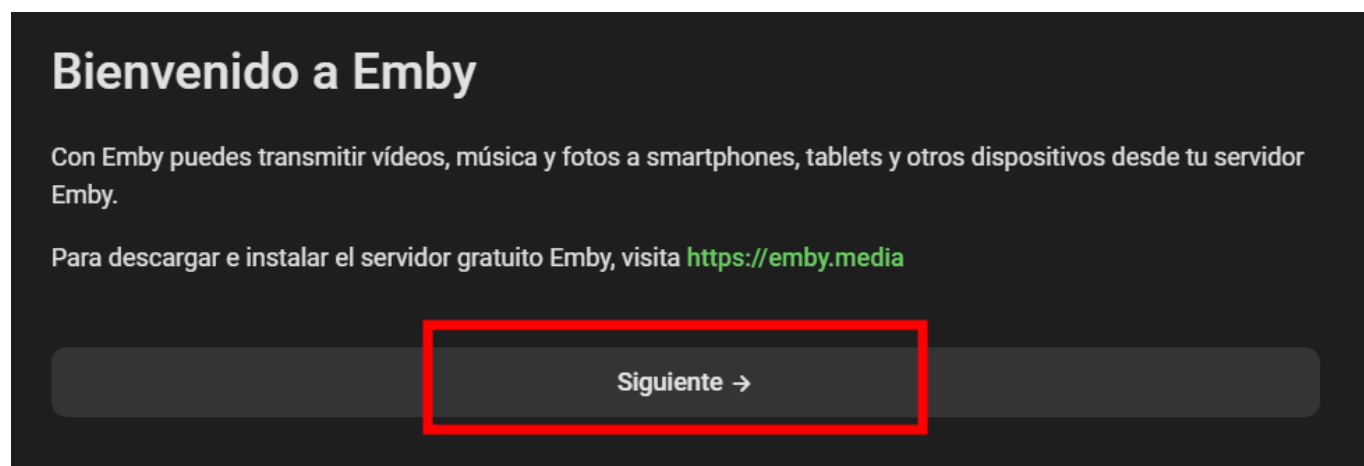 Bienvenido a Emby
Con Emby puedes transmitir vídeos, música y fotos a smartphones, tablets y otros dispositivos desde tu servidor
Emby.
Para descargar e instalar el servidor gratuito Emby, visita https://emby.media
Siguiente →